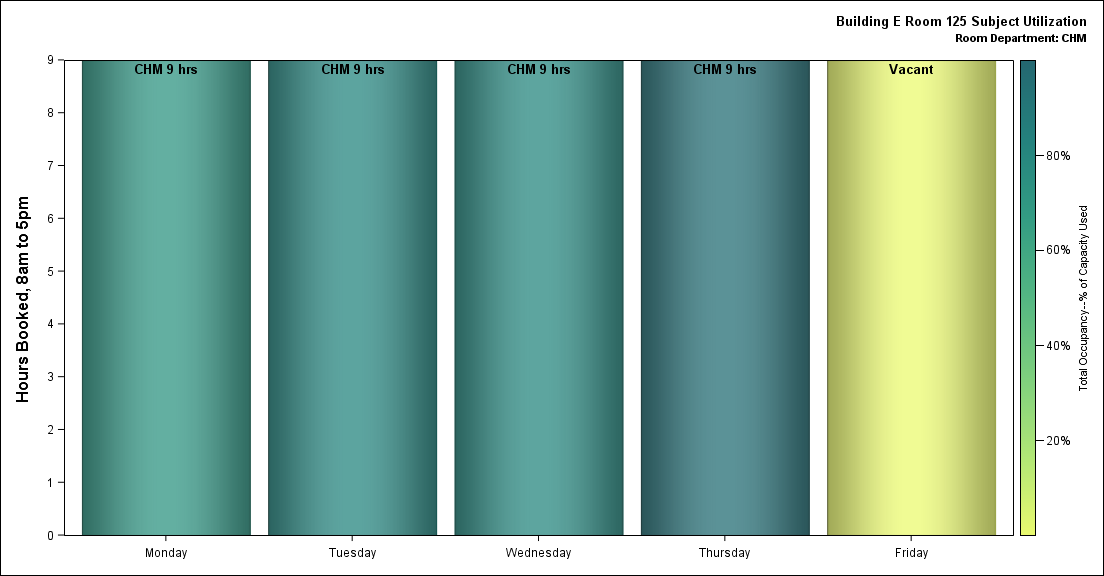 Building E Room 125 Subject Utilization
Room Department: CHM
CHM 9 hrs
CHM 9 hrs
CHM 9 hrs
CHM 9 hrs
Vacant
9
8
7
6
5
4
3
2
1
0
Hours Booked, 8am to 5pm
Monday
Tuesday
Wednesday
Thursday
Friday
80%
60%
40%
20%
Total Occupancy--% of Capacity Used